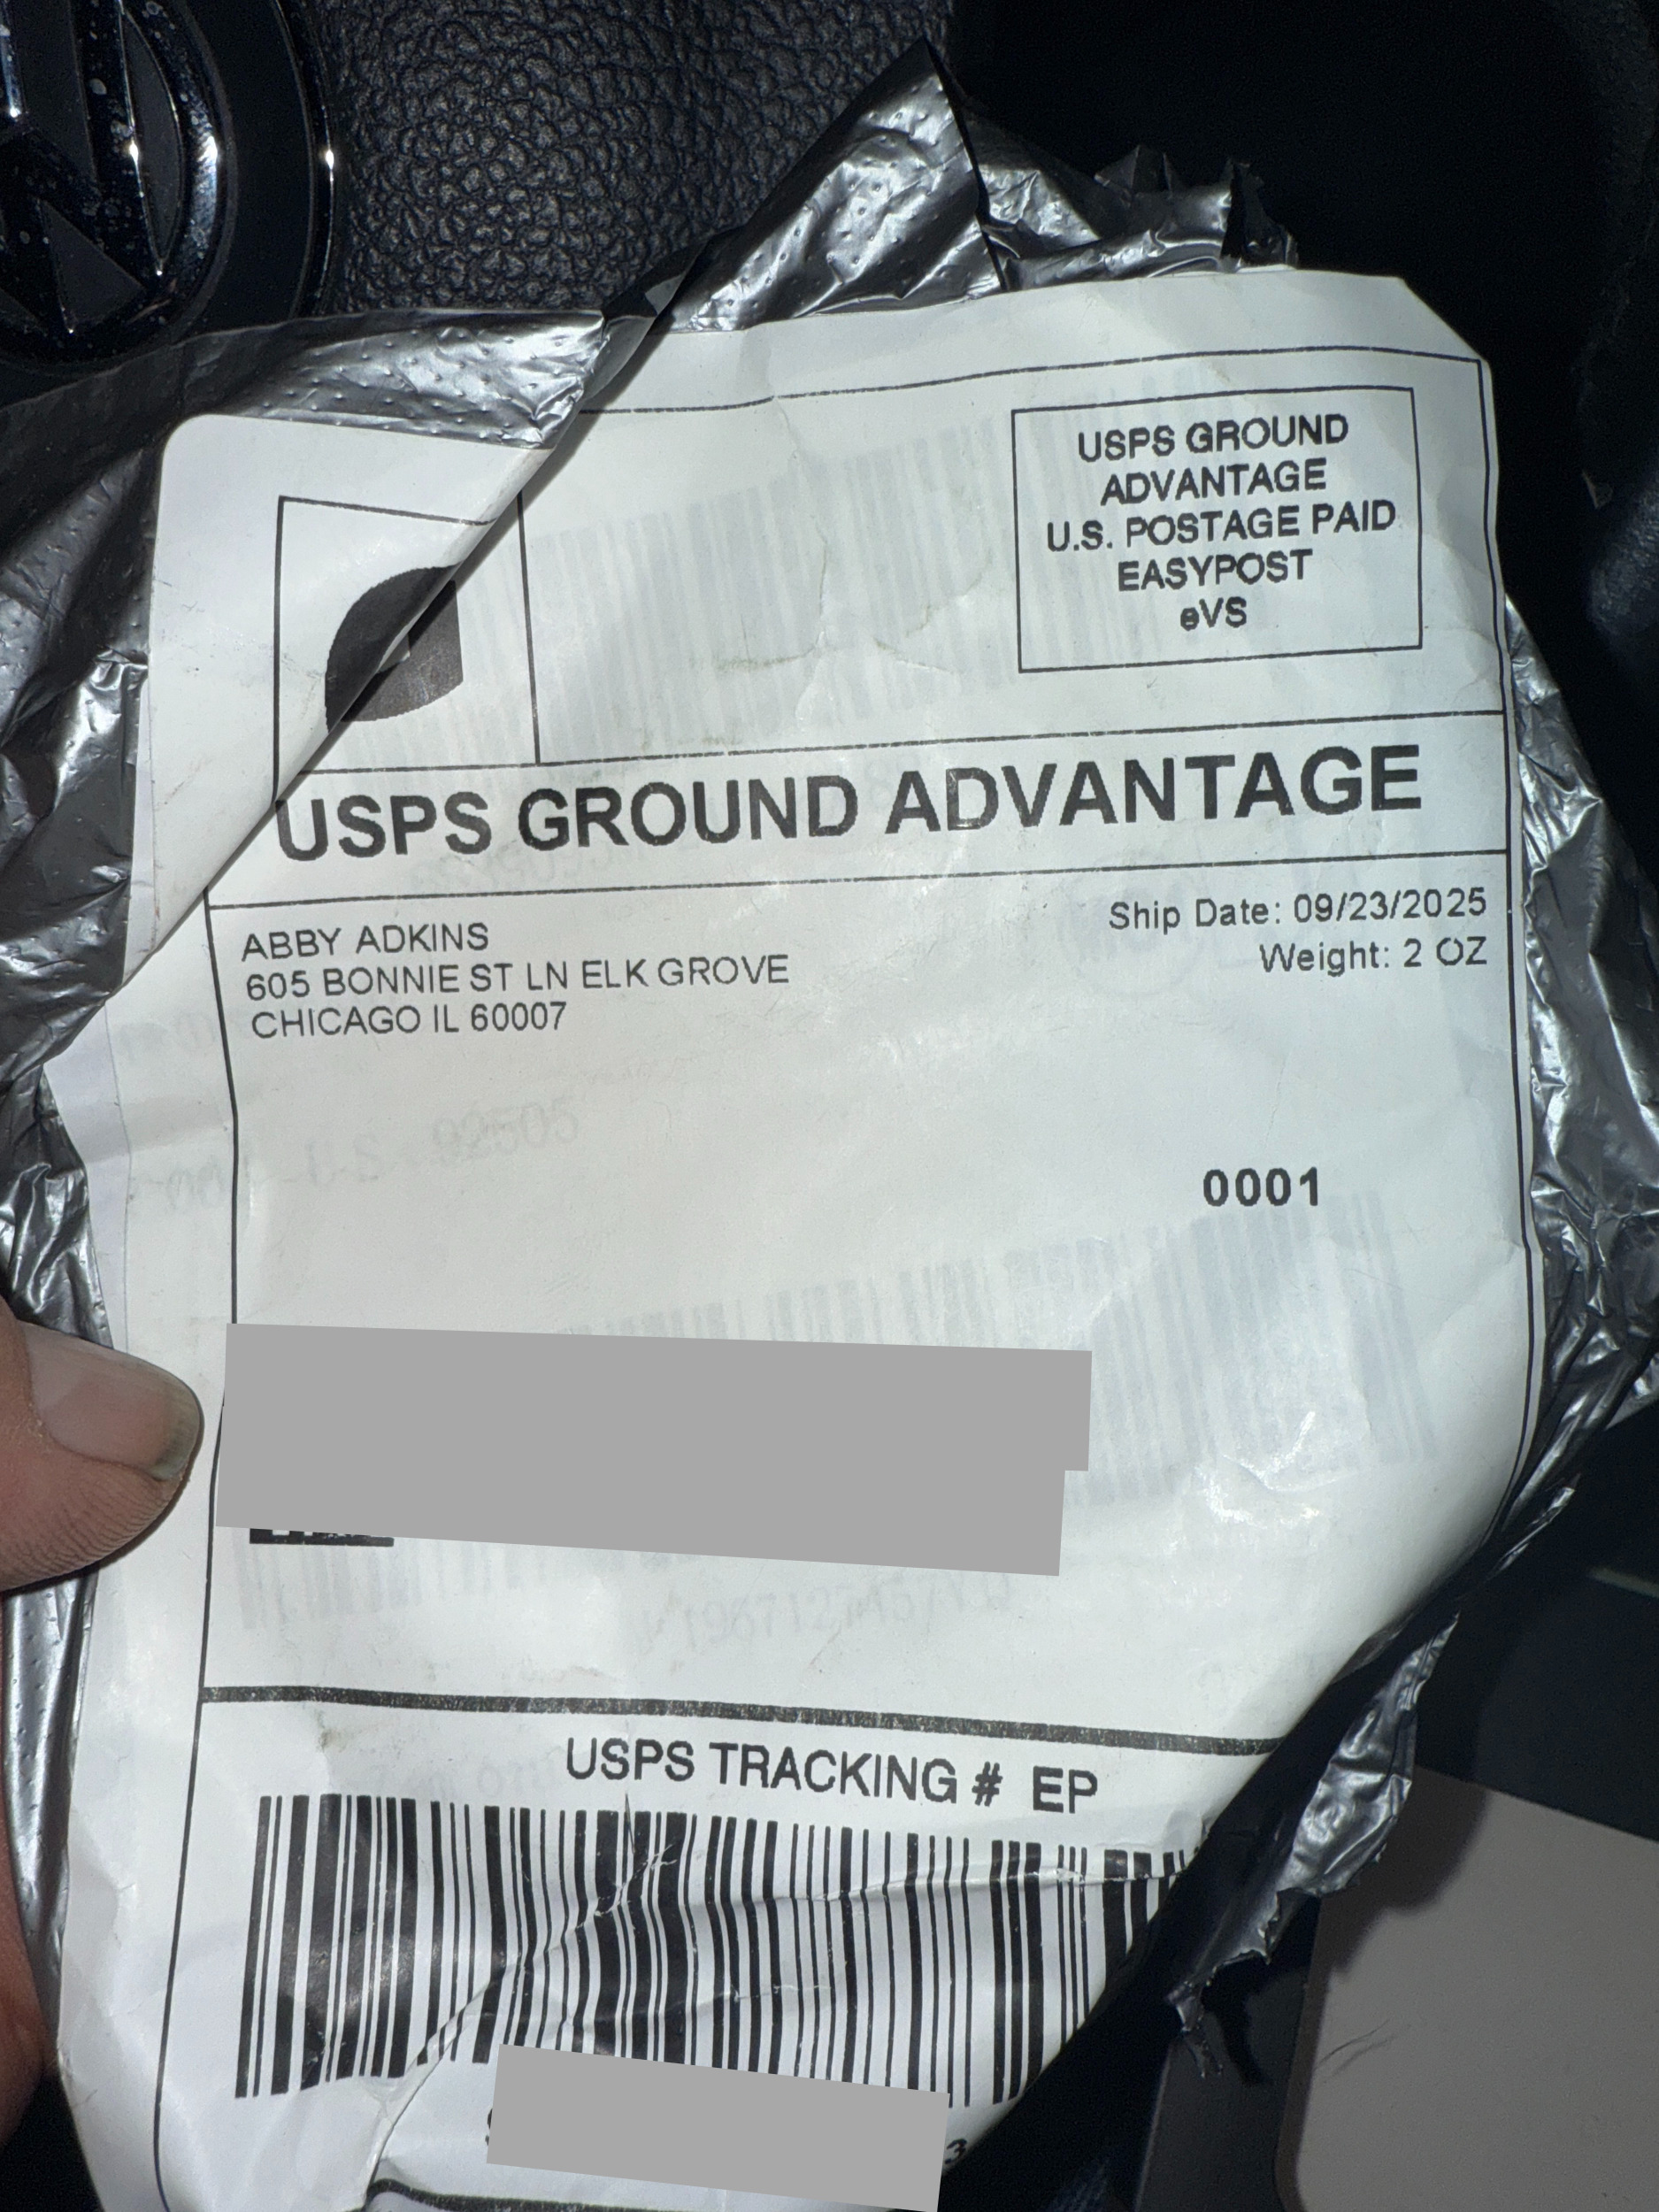 USPS GROUND
ADVANTAGE
U.S. POSTAGE PAID
EASYPOST
eVS
USPS GROUND ADVANTAGE
ABBY ADKINS
605 BONNIE ST LN ELK GROVE
CHICAGO IL 60007
Ship Date: 09/23/2025
Weight: 2 OZ
0001
USPS TRACKING # EP